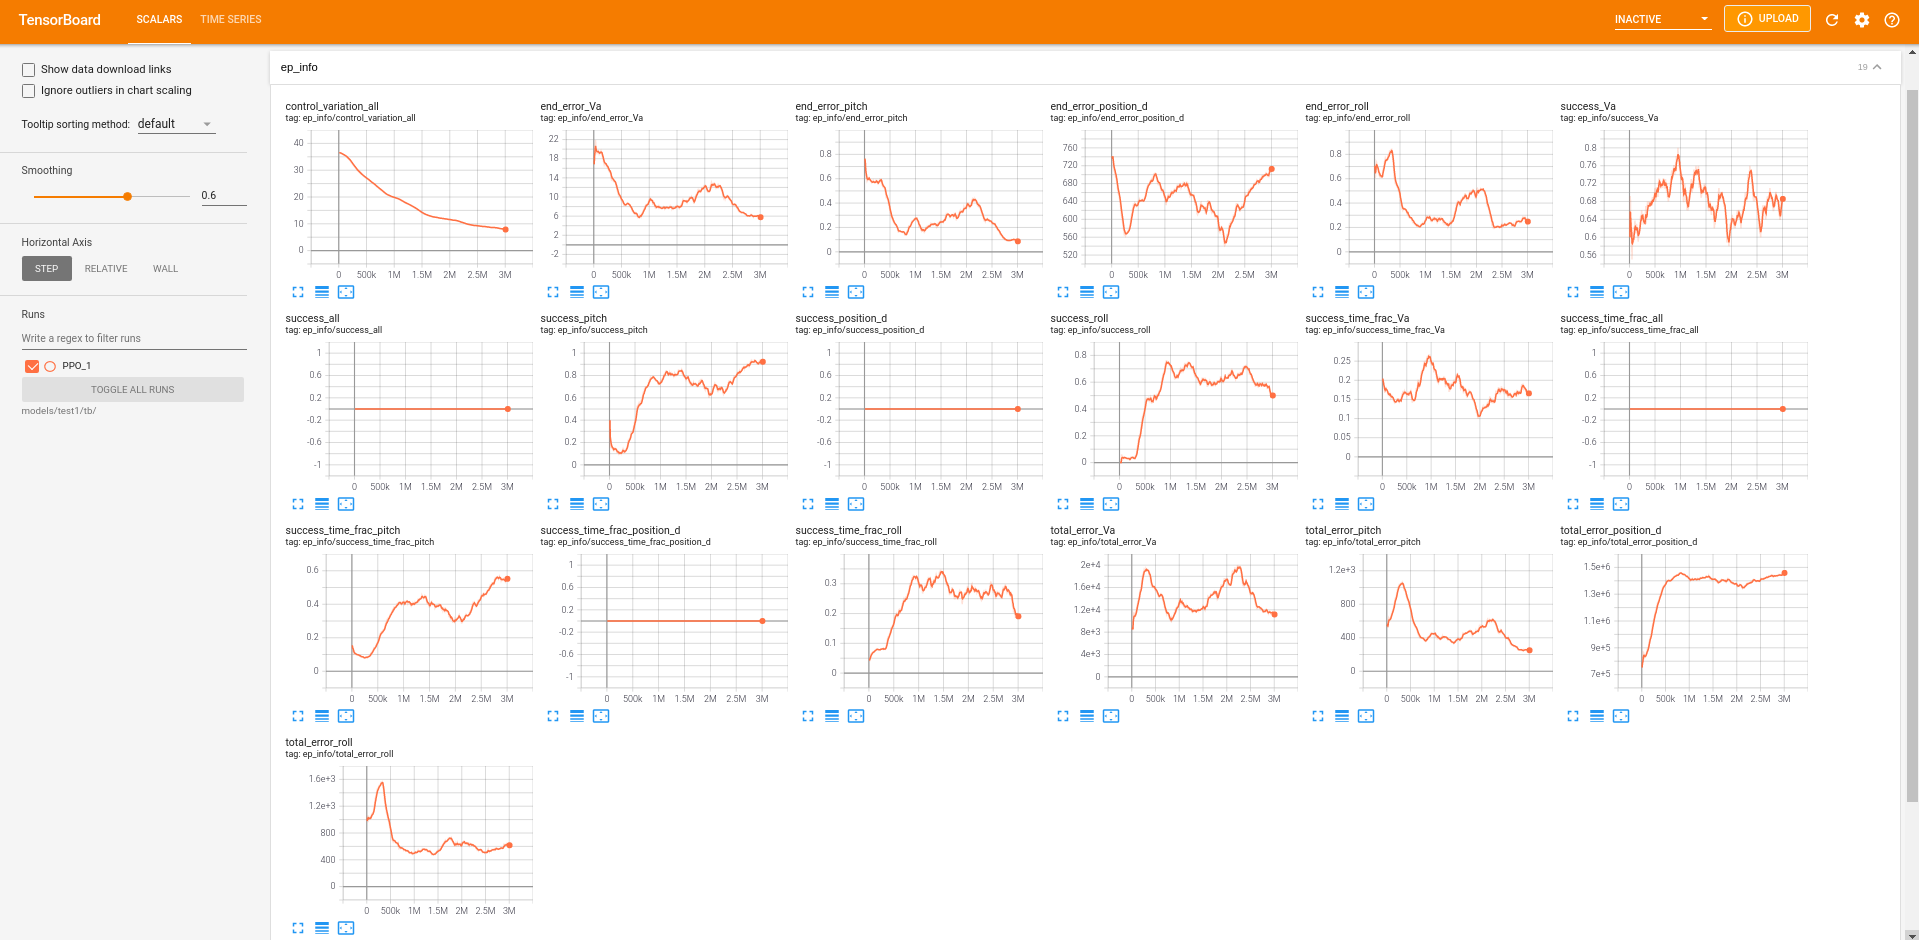 TensorBoard SCALARS TIME SERIES INACTIVE UPLOAD
Show data download links
Ignore outliers in chart scaling
Tooltip sorting method: default
Smoothing
0.6
Horizontal Axis
STEP RELATIVE WALL
Runs
Write a regex to filter runs
PPO_1
TOGGLE ALL RUNS
models/test1/tb/
ep_info 19
control_variation_all
tag: ep_info/control_variation_all
40
30
20
10
0
0 500k 1M 1.5M 2M 2.5M 3M
end_error_Va
tag: ep_info/end_error_Va
22
18
14
10
6
2
-2
0 500k 1M 1.5M 2M 2.5M 3M
end_error_pitch
tag: ep_info/end_error_pitch
0.8
0.6
0.4
0.2
0
0 500k 1M 1.5M 2M 2.5M 3M
end_error_position_d
tag: ep_info/end_error_position_d
760
720
680
640
600
560
520
0 500k 1M 1.5M 2M 2.5M 3M
end_error_roll
tag: ep_info/end_error_roll
0.8
0.6
0.4
0.2
0
0 500k 1M 1.5M 2M 2.5M 3M
success_Va
tag: ep_info/success_Va
0.8
0.76
0.72
0.68
0.64
0.6
0.56
0 500k 1M 1.5M 2M 2.5M 3M
success_all
tag: ep_info/success_all
1
0.6
0.2
-0.2
-0.6
-1
0 500k 1M 1.5M 2M 2.5M 3M
success_pitch
tag: ep_info/success_pitch
1
0.8
0.6
0.4
0.2
0
0 500k 1M 1.5M 2M 2.5M 3M
success_position_d
tag: ep_info/success_position_d
1
0.6
0.2
-0.2
-0.6
-1
0 500k 1M 1.5M 2M 2.5M 3M
success_roll
tag: ep_info/success_roll
0.8
0.6
0.4
0.2
0
0 500k 1M 1.5M 2M 2.5M 3M
success_time_frac_Va
tag: ep_info/success_time_frac_Va
0.25
0.2
0.15
0.1
0.05
0
0 500k 1M 1.5M 2M 2.5M 3M
success_time_frac_all
tag: ep_info/success_time_frac_all
1
0.6
0.2
-0.2
-0.6
-1
0 500k 1M 1.5M 2M 2.5M 3M
success_time_frac_pitch
tag: ep_info/success_time_frac_pitch
0.6
0.4
0.2
0
0 500k 1M 1.5M 2M 2.5M 3M
success_time_frac_position_d
tag: ep_info/success_time_frac_position_d
1
0.6
0.2
-0.2
-0.6
-1
0 500k 1M 1.5M 2M 2.5M 3M
success_time_frac_roll
tag: ep_info/success_time_frac_roll
0.3
0.2
0.1
0
0 500k 1M 1.5M 2M 2.5M 3M
total_error_Va
tag: ep_info/total_error_Va
2e+4
1.6e+4
1.2e+4
8e+3
4e+3
0
0 500k 1M 1.5M 2M 2.5M 3M
total_error_pitch
tag: ep_info/total_error_pitch
1.2e+3
800
400
0
0 500k 1M 1.5M 2M 2.5M 3M
total_error_position_d
tag: ep_info/total_error_position_d
1.5e+6
1.3e+6
1.1e+6
9e+5
7e+5
0 500k 1M 1.5M 2M 2.5M 3M
total_error_roll
tag: ep_info/total_error_roll
1.6e+3
1.2e+3
800
400
0
0 500k 1M 1.5M 2M 2.5M 3M